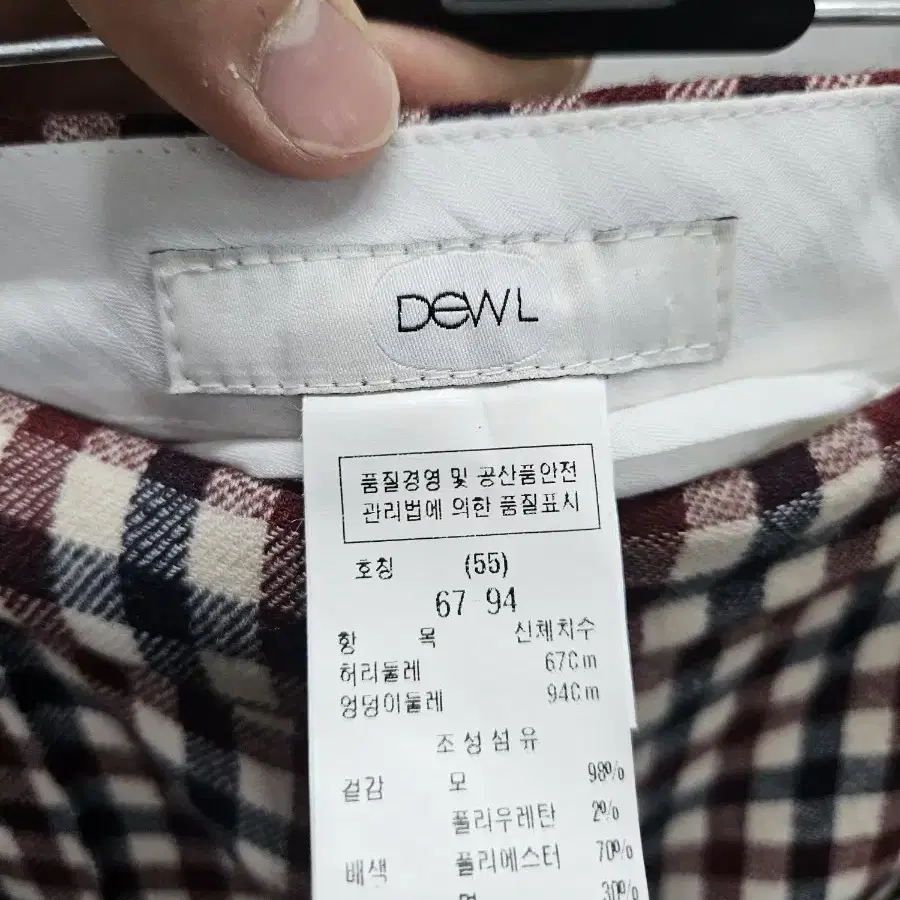 DEWL
품질경영 및 공산품안전
관리법에 의한 품질표시
호칭 (55)
67-94
항 목 신체치수
허리둘레 67Cm
엉덩이둘레 94Cm
조성섬유
겉감 모 98%
폴리우레탄 2%
배색 폴리에스터 70%
면 30%